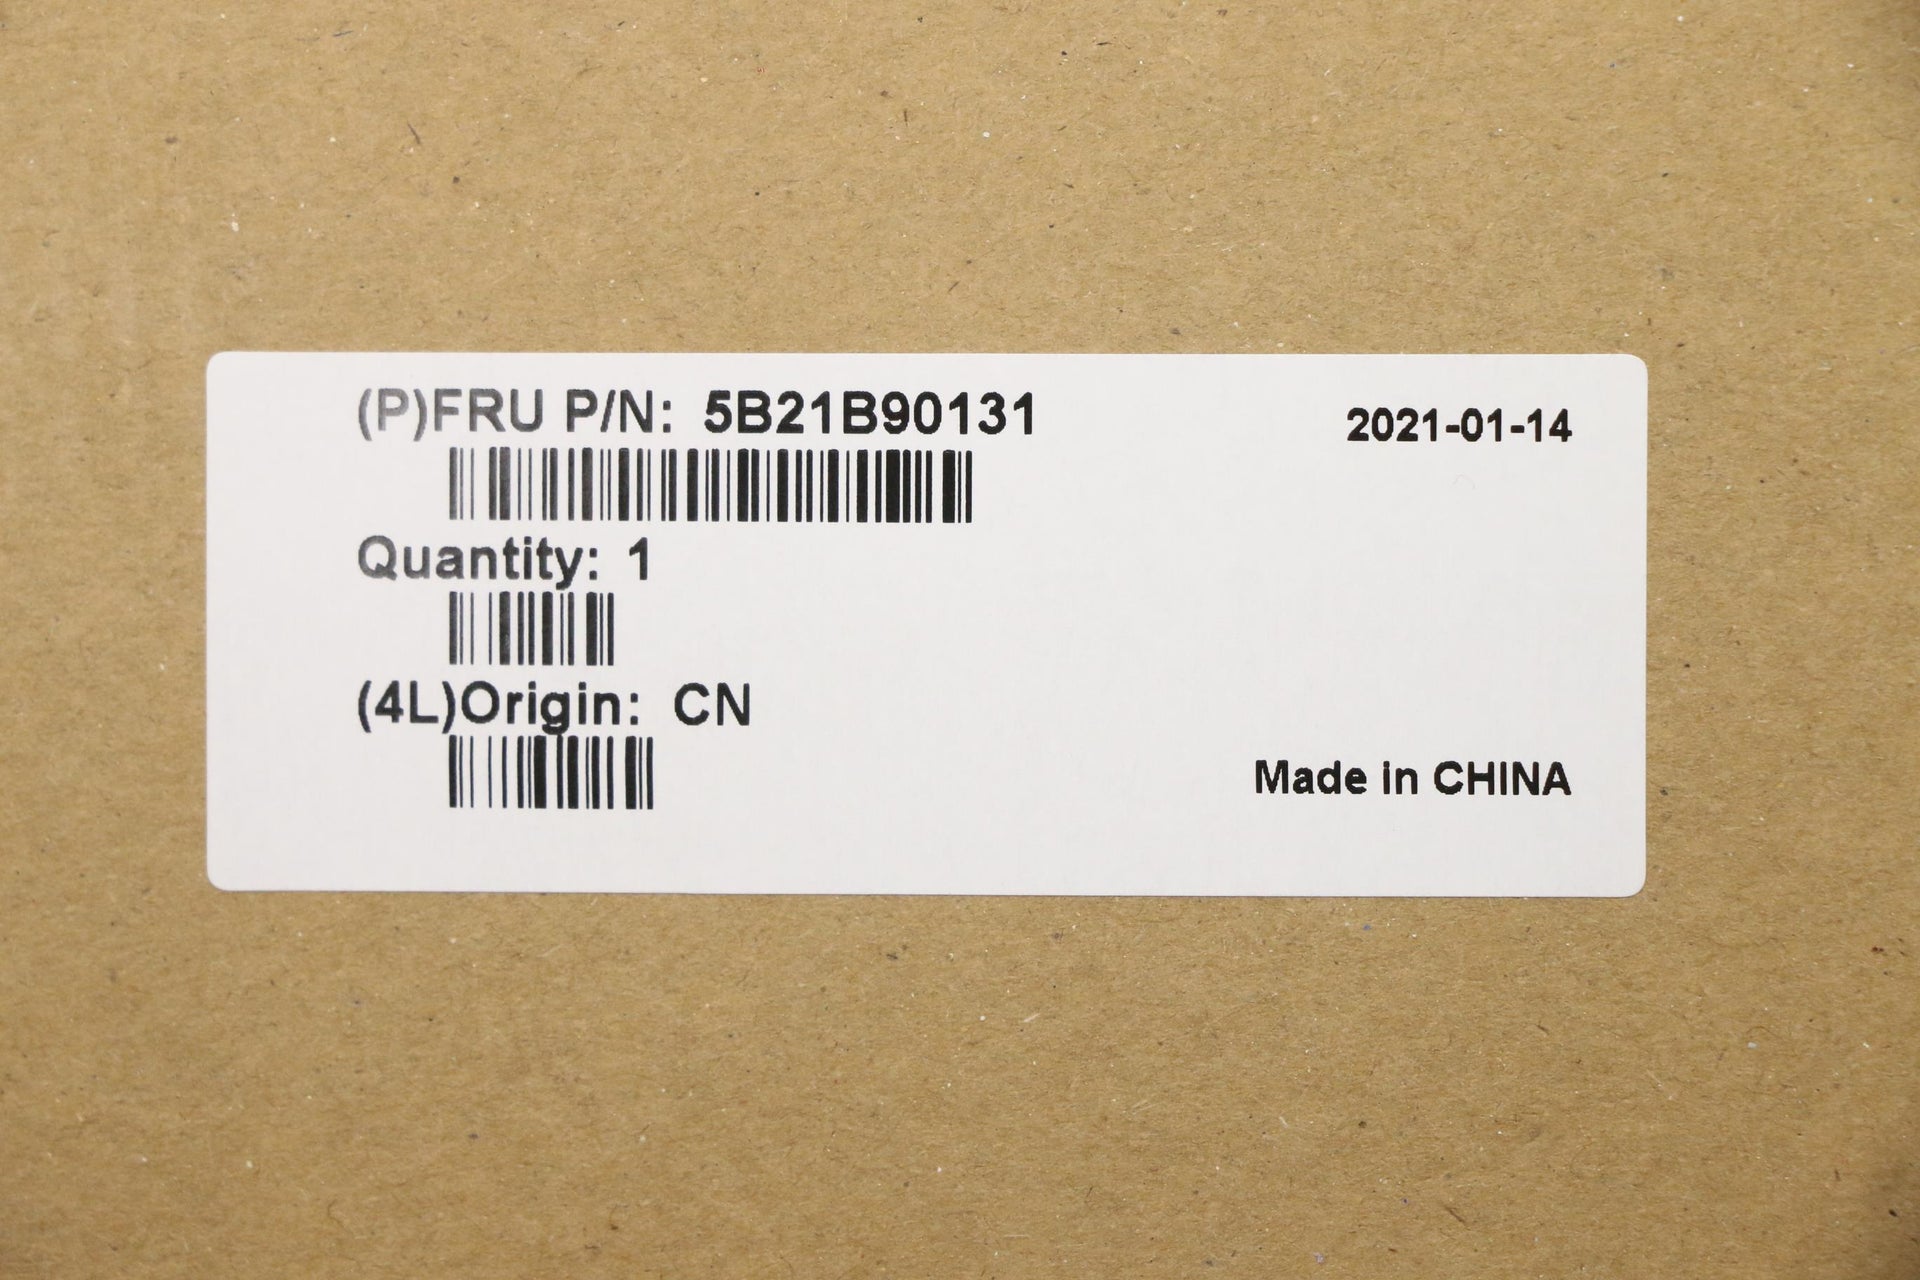 (P)FRU P/N: 5B21B90131
2021-01-14
Quantity: 1
(4L)Origin: CN
Made in CHINA